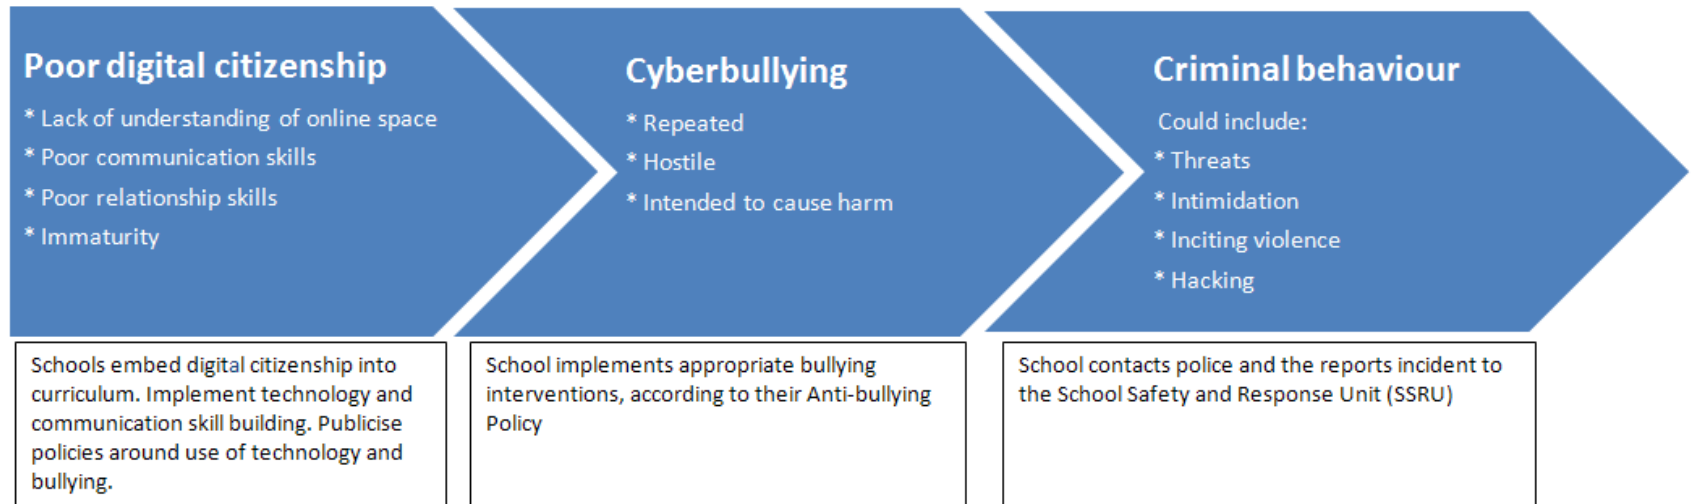 Poor digital citizenship
* Lack of understanding of online space
* Poor communication skills
* Poor relationship skills
* Immaturity
Cyberbullying
* Repeated
* Hostile
* Intended to cause harm
Criminal behaviour
Could include:
* Threats
* Intimidation
* Inciting violence
* Hacking
Schools embed digital citizenship into
curriculum. Implement technology and
communication skill building. Publicise
policies around use of technology and
bullying.
School implements appropriate bullying
interventions, according to their Anti-bullying
Policy
School contacts police and the reports incident to
the School Safety and Response Unit (SSRU)